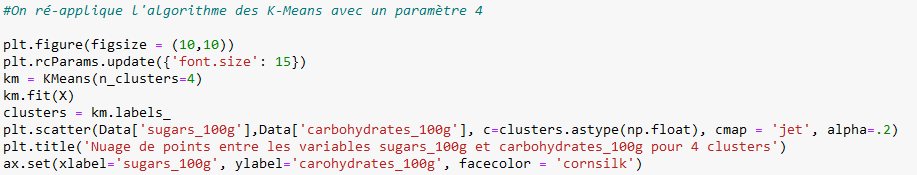 #On ré-applique l'algorithme des K-Means avec un paramètre 4
plt.figure(figsize = (10,10))
plt.rcParams.update({'font.size': 15})
km = KMeans(n_clusters=4)
km.fit(X)
clusters = km.labels_
plt.scatter(Data['sugars_100g'],Data['carbohydrates_100g'], c=clusters.astype(np.float), cmap = 'jet', alpha=.2)
plt.title('Nuage de points entre les variables sugars_100g et carbohydrates_100g pour 4 clusters')
ax.set(xlabel='sugars_100g', ylabel='carohydrates_100g', facecolor = 'cornsilk')